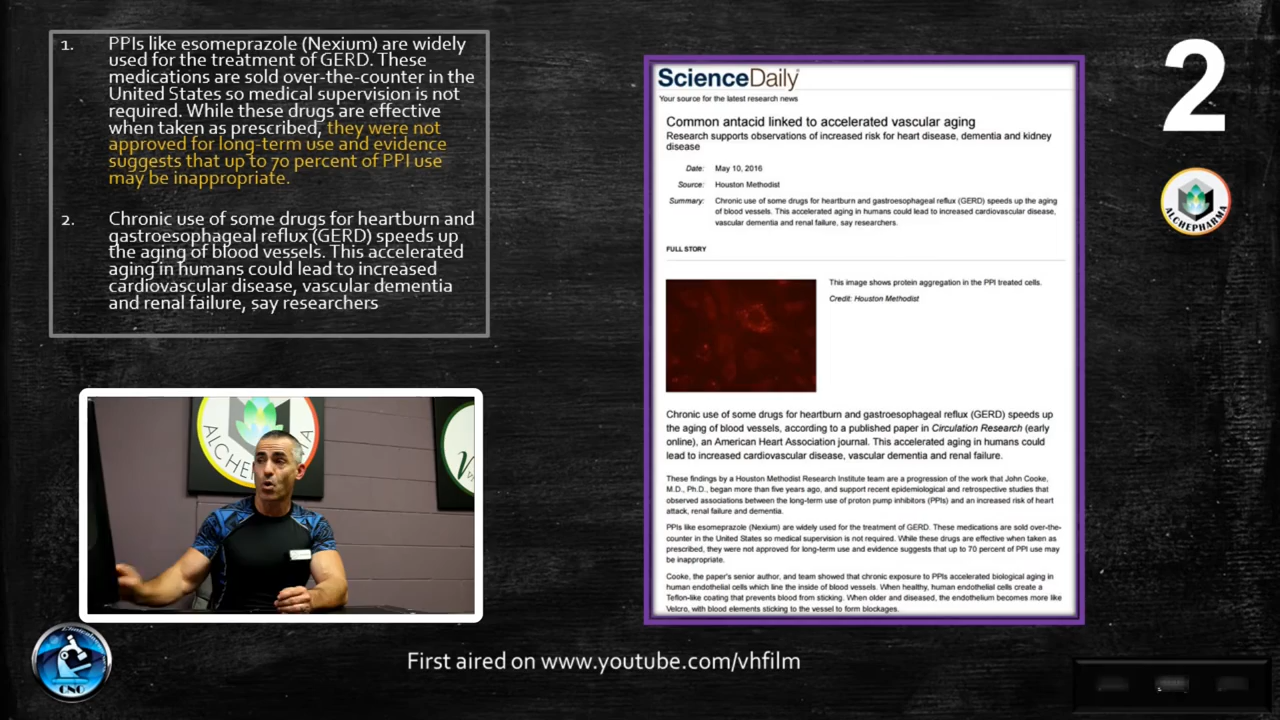 1. PPIs like esomeprazole (Nexium) are widely
used for the treatment of GERD. These
medications are sold over-the-counter in the
United States so medical supervision is not
required. While these drugs are effective
when taken as prescribed, they were not
approved for long-term use and evidence
suggests that up to 70 percent of PPI use
may be inappropriate.
2. Chronic use of some drugs for heartburn and
gastroesophageal reflux (GERD) speeds up
the aging of blood vessels. This accelerated
aging in humans could lead to increased
cardiovascular disease, vascular dementia
and renal failure, say researchers
ScienceDaily
Your source for the latest research news
Common antacid linked to accelerated vascular aging
Research supports observations of increased risk for heart disease, dementia and kidney
disease
Date: May 10, 2016
Source: Houston Methodist
Summary: Chronic use of some drugs for heartburn and gastroesophageal reflux (GERD) speeds up the aging
of blood vessels. This accelerated aging in humans could lead to increased cardiovascular disease,
vascular dementia and renal failure, say researchers.
FULL STORY
This image shows protein aggregation in the PPI treated cells.
Credit: Houston Methodist
Chronic use of some drugs for heartburn and gastroesophageal reflux (GERD) speeds up
the aging of blood vessels, according to a published paper in Circulation Research (early
online), an American Heart Association journal. This accelerated aging in humans could
lead to increased cardiovascular disease, vascular dementia and renal failure.
These findings by a Houston Methodist Research Institute team are a progression of the work that John Cooke,
M.D., Ph.D., began more than five years ago, and support recent epidemiological and retrospective studies that
observed associations between the long-term use of proton pump inhibitors (PPIs) and an increased risk of heart
attack, renal failure and dementia.
PPIs like esomeprazole (Nexium) are widely used for the treatment of GERD. These medications are sold over-the-
counter in the United States so medical supervision is not required. While these drugs are effective when taken as
prescribed, they were not approved for long-term use and evidence suggests that up to 70 percent of PPI use may
be inappropriate.
Cooke, the paper's senior author, and team showed that chronic exposure to PPIs accelerated biological aging in
human endothelial cells which line the inside of blood vessels. When healthy, human endothelial cells create a
Teflon-like coating that prevents blood from sticking. When older and diseased, the endothelium becomes more like
Velcro, with blood elements sticking to the vessel to form blockages.
2
ALCHEPHARMA
ALCHEPHARMA
CNG
First aired on www.youtube.com/vhfilm